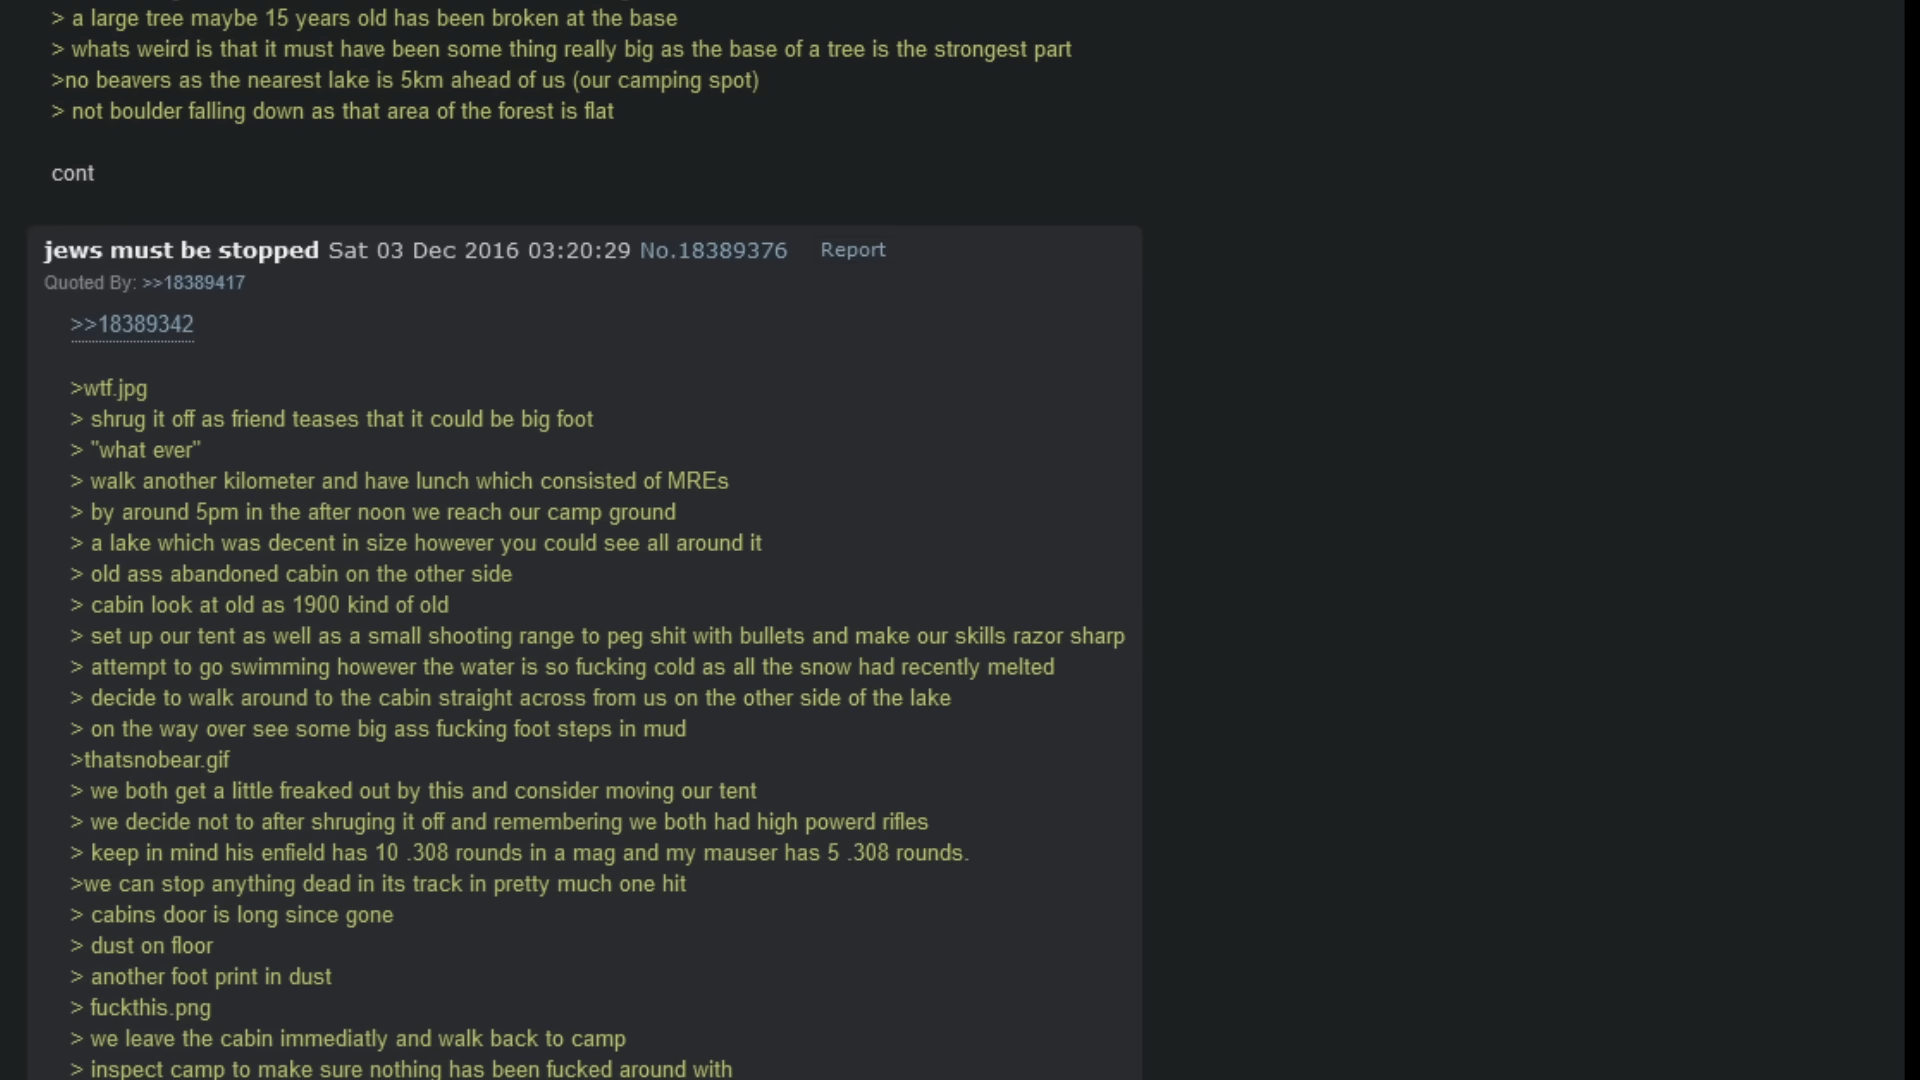 > a large tree maybe 15 years old has been broken at the base
> whats weird is that it must have been some thing really big as the base of a tree is the strongest part
>no beavers as the nearest lake is 5km ahead of us (our camping spot)
> not boulder falling down as that area of the forest is flat
cont
jews must be stopped Sat 03 Dec 2016 03:20:29 No.18389376 Report
Quoted By: >>18389417
>>18389342
>wtf.jpg
> shrug it off as friend teases that it could be big foot
> "what ever"
> walk another kilometer and have lunch which consisted of MREs
> by around 5pm in the after noon we reach our camp ground
> a lake which was decent in size however you could see all around it
> old ass abandoned cabin on the other side
> cabin look at old as 1900 kind of old
> set up our tent as well as a small shooting range to peg shit with bullets and make our skills razor sharp
> attempt to go swimming however the water is so fucking cold as all the snow had recently melted
> decide to walk around to the cabin straight across from us on the other side of the lake
> on the way over see some big ass fucking foot steps in mud
>thatsnobear.gif
> we both get a little freaked out by this and consider moving our tent
> we decide not to after shruging it off and remembering we both had high powerd rifles
> keep in mind his enfield has 10 .308 rounds in a mag and my mauser has 5 .308 rounds.
>we can stop anything dead in its track in pretty much one hit
> cabins door is long since gone
> dust on floor
> another foot print in dust
> fuckthis.png
> we leave the cabin immediatly and walk back to camp
> inspect camp to make sure nothing has been fucked around with